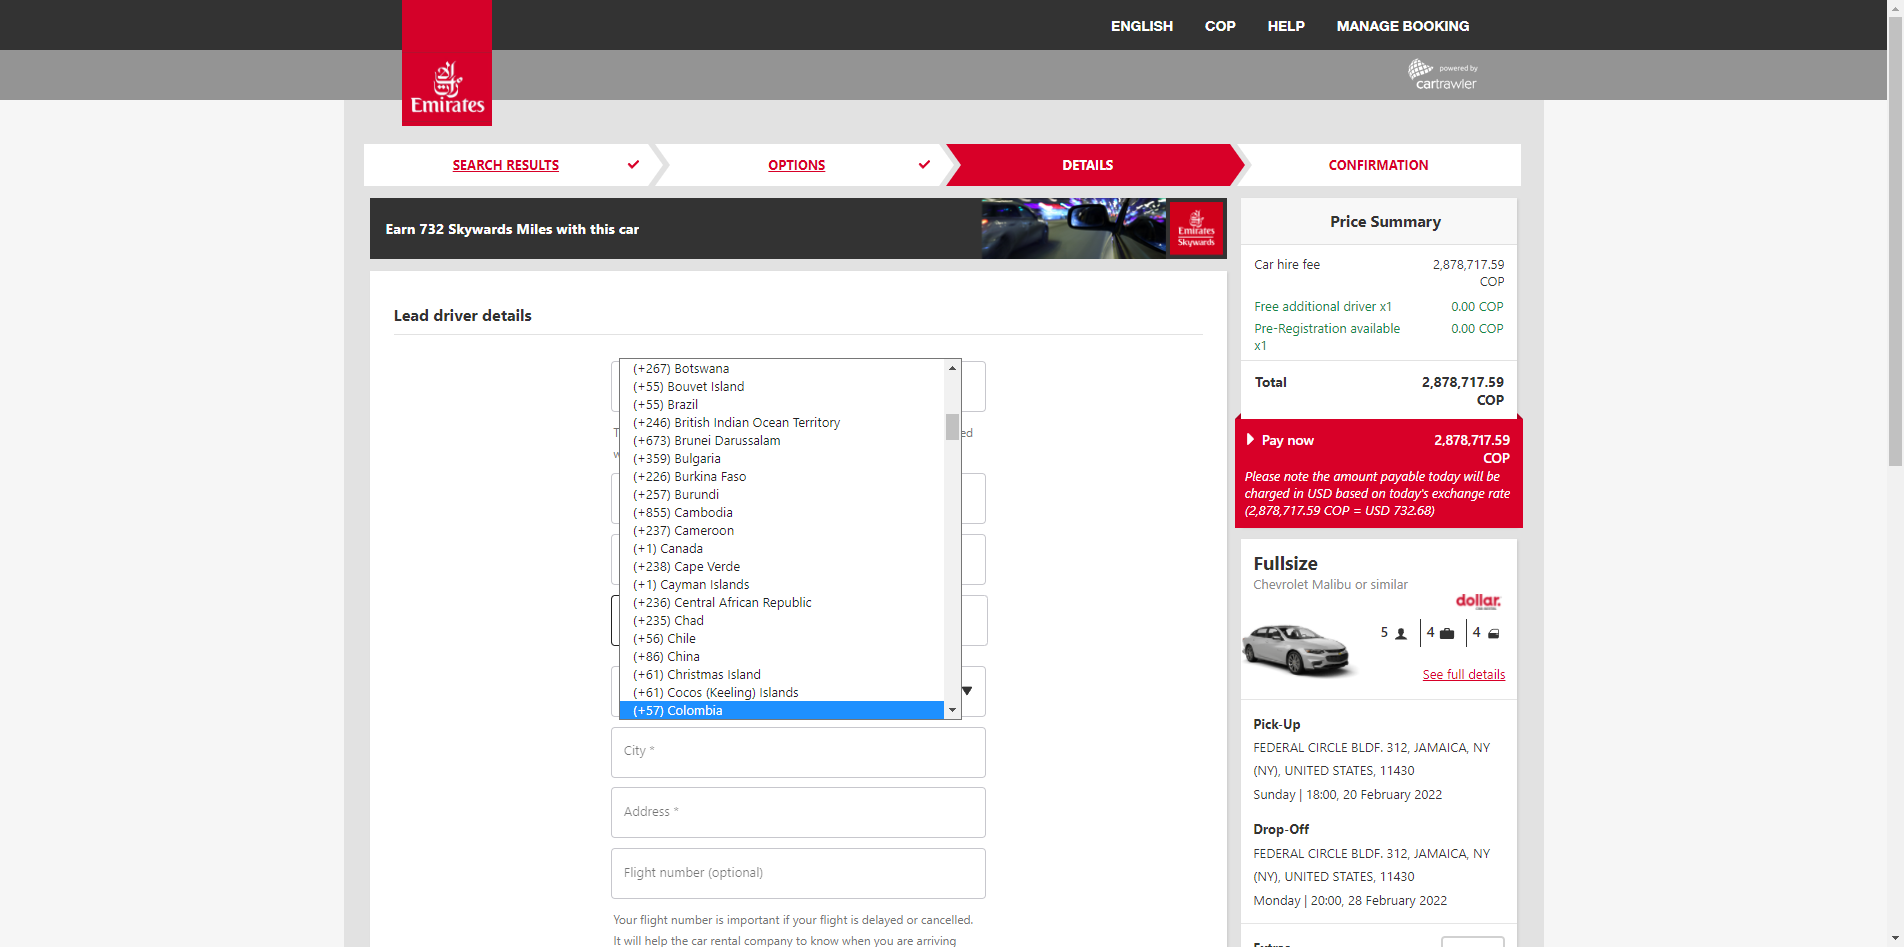 ENGLISH COP HELP MANAGE BOOKING
Emirates
powered by
cartrawler
SEARCH RESULTS OPTIONS DETAILS CONFIRMATION
Earn 732 Skywards Miles with this car
Emirates
Skywards
Lead driver details
(+267) Botswana
(+55) Bouvet Island
(+55) Brazil
(+246) British Indian Ocean Territory
(+673) Brunei Darussalam
(+359) Bulgaria
(+226) Burkina Faso
(+257) Burundi
(+855) Cambodia
(+237) Cameroon
(+1) Canada
(+238) Cape Verde
(+1) Cayman Islands
(+236) Central African Republic
(+235) Chad
(+56) Chile
(+86) China
(+61) Christmas Island
(+61) Cocos (Keeling) Islands
(+57) Colombia
City *
Address *
Flight number (optional)
Your flight number is important if your flight is delayed or cancelled.
It will help the car rental company to know when you are arriving
Price Summary
Car hire fee 2,878,717.59
COP
Free additional driver x1 0.00 COP
Pre-Registration available 0.00 COP
x1
Total 2,878,717.59
COP
Pay now 2,878,717.59
COP
Please note the amount payable today will be
charged in USD based on today's exchange rate
(2,878,717.59 COP = USD 732.68)
Fullsize
Chevrolet Malibu or similar
dollar.
5 4 4
See full details
Pick-Up
FEDERAL CIRCLE BLDF. 312, JAMAICA, NY
(NY), UNITED STATES, 11430
Sunday | 18:00, 20 February 2022
Drop-Off
FEDERAL CIRCLE BLDF. 312, JAMAICA, NY
(NY), UNITED STATES, 11430
Monday | 20:00, 28 February 2022